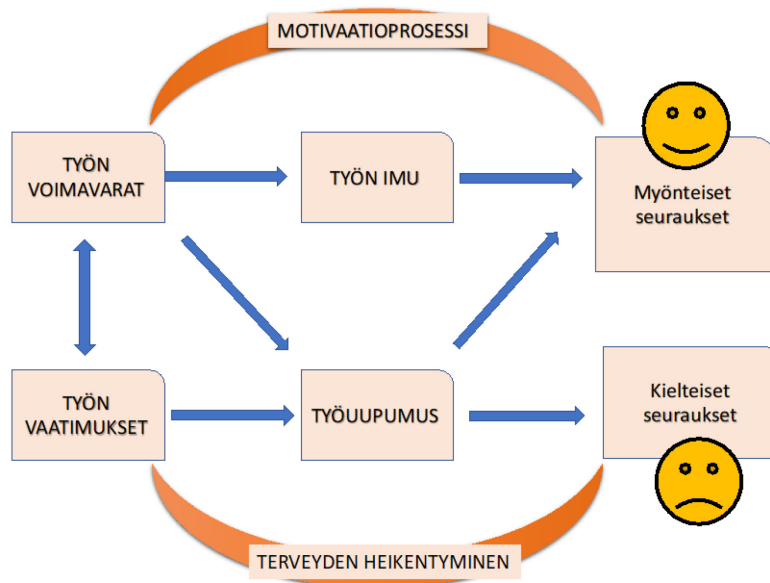 MOTIVAATIOPROSESSI
TYÖN
VOIMAVARAT
TYÖN IMU
Myönteiset
seuraukset
TYÖN
VAATIMUKSET
TYÖUUPUMUS
Kielteiset
seuraukset
TERVEYDEN HEIKENTYMINEN